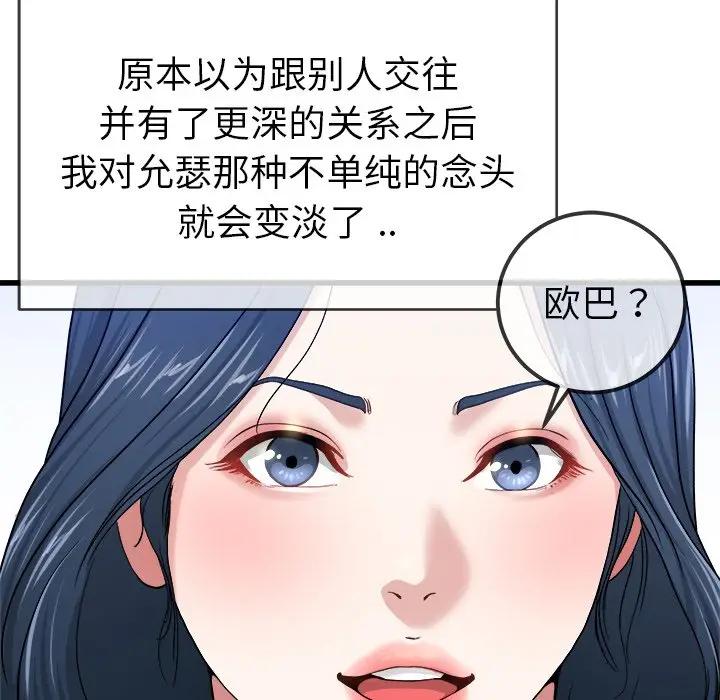 原本以为跟别人交往
并有了更深的关系之后
我对允瑟那种不单纯的念头
就会变淡了 ..
欧巴？